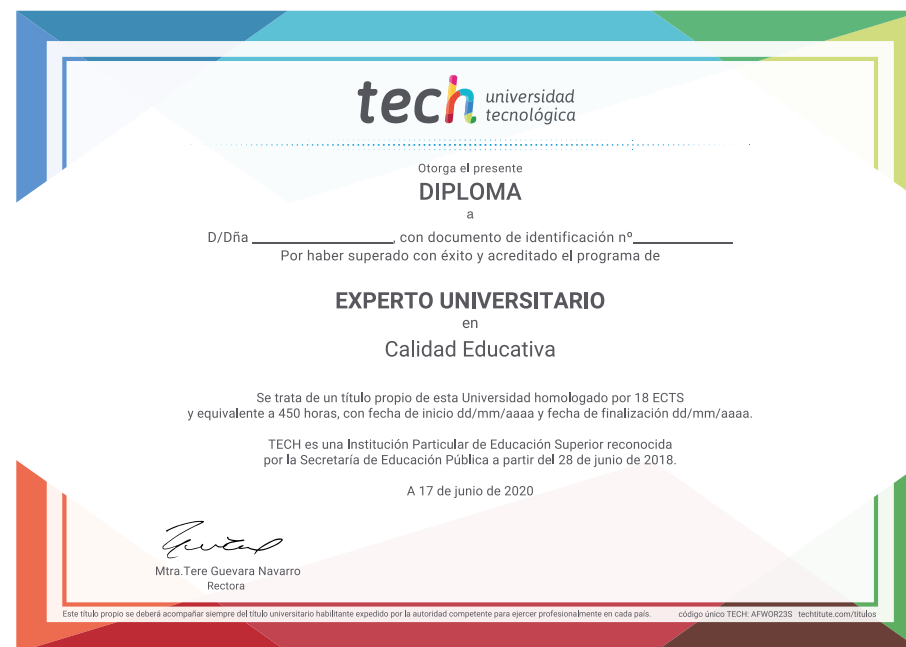 tech universidad
tecnológica
Otorga el presente
DIPLOMA
a
D/Dña ____________, con documento de identificación nº____________
Por haber superado con éxito y acreditado el programa de
EXPERTO UNIVERSITARIO
en
Calidad Educativa
Se trata de un título propio de esta Universidad homologado por 18 ECTS
y equivalente a 450 horas, con fecha de inicio dd/mm/aaaa y fecha de finalización dd/mm/aaaa.
TECH es una Institución Particular de Educación Superior reconocida
por la Secretaría de Educación Pública a partir del 28 de junio de 2018.
A 17 de junio de 2020
Mtra.Tere Guevara Navarro
Rectora
Este título propio se deberá acompañar siempre del título universitario habilitante expedido por la autoridad competente para ejercer profesionalmente en cada país. código único TECH: AFWOR23S techtitute.com/titulos